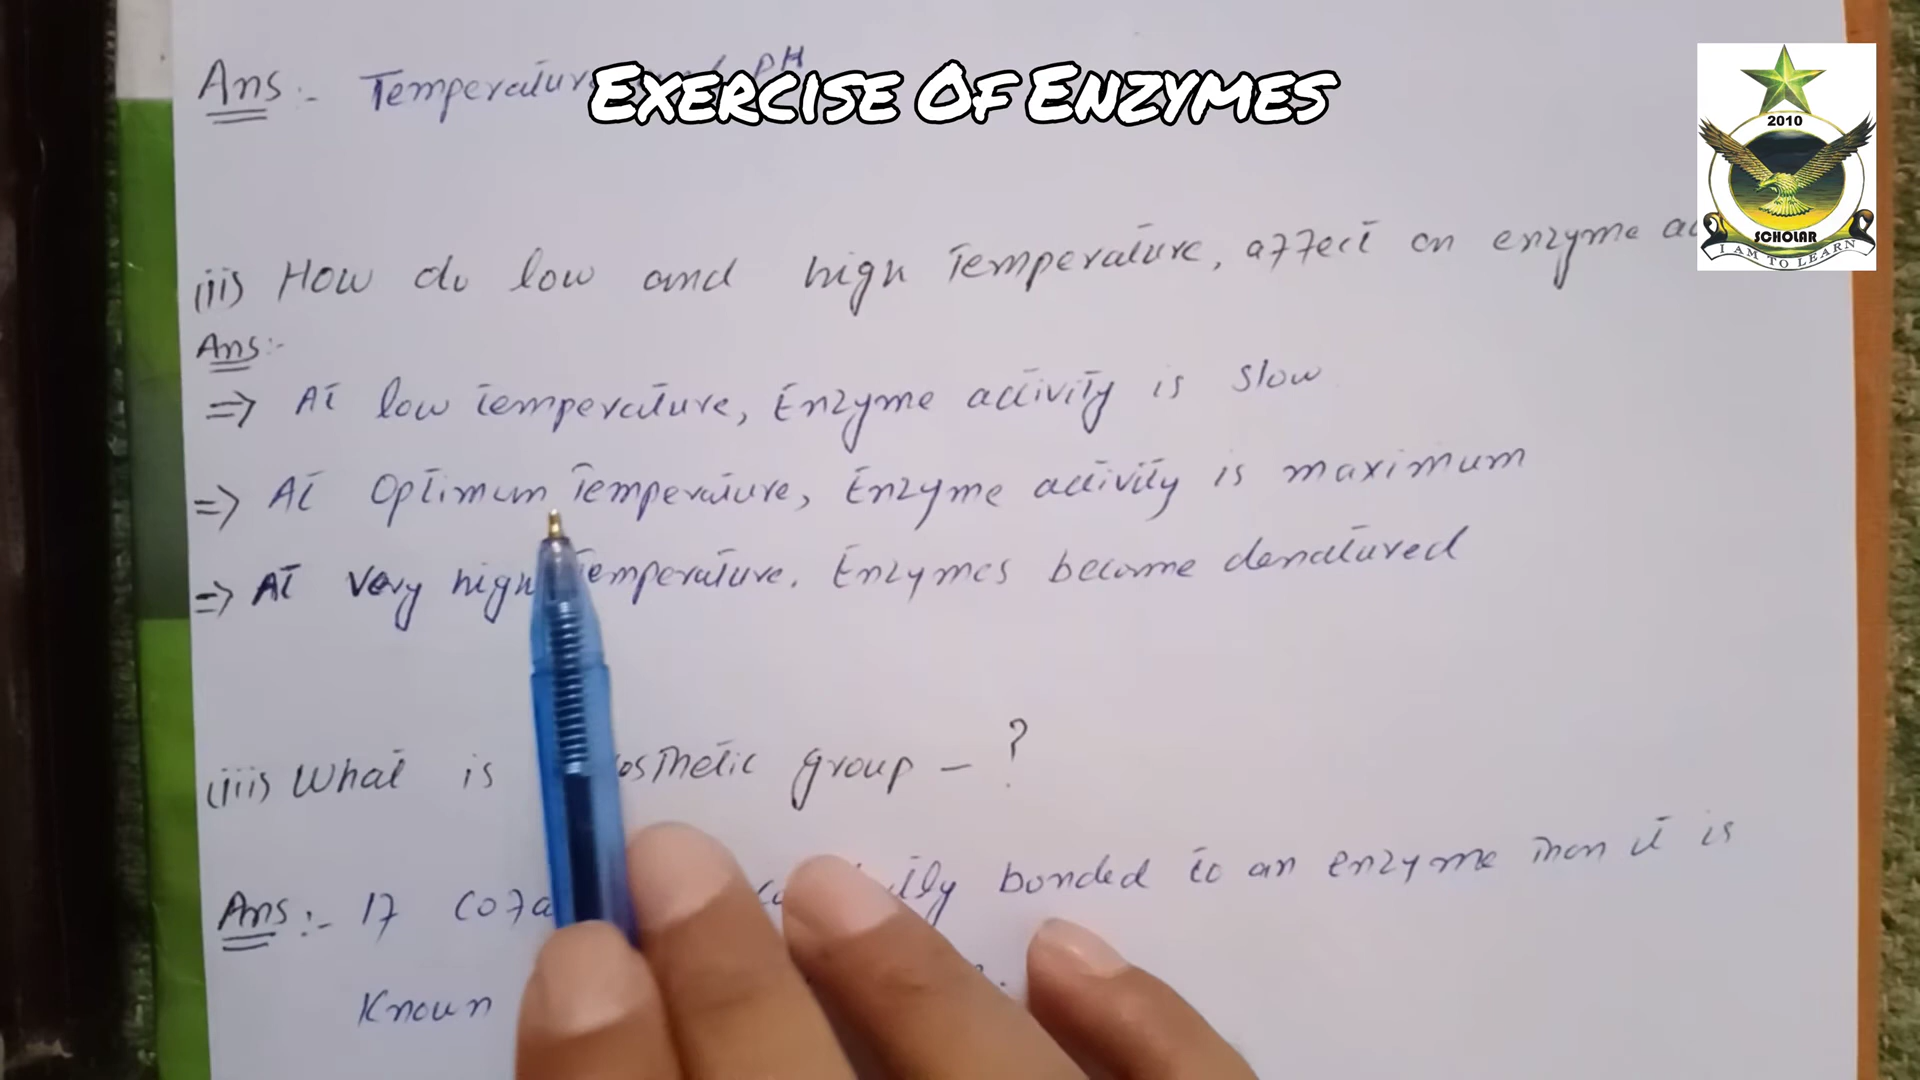 Ans:- Temperature PH
Exercise Of Enzymes
2010
SCHOLAR
I AM TO LEARN
(ii) How do low and high Temperature, affect on enzyme
Ans:-
=> At low temperature, Enzyme activity is slow
=> At Optimum Temperature, Enzyme activity is maximum
=> At very high Temperature. Enzymes become denatured
(iii) What is group - ?
Ans:- If bonded to an enzyme then it is
Known